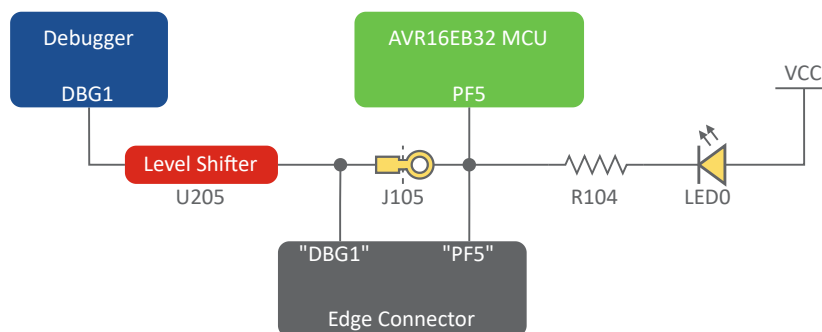 Debugger
AVR16EB32 MCU
VCC
DBG1
PF5
Level Shifter
U205
J105
R104
LED0
"DBG1"
"PF5"
Edge Connector